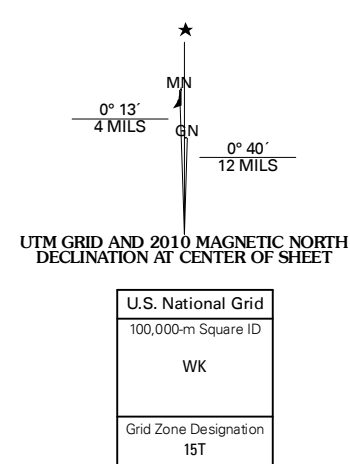 MN
0° 13´
4 MILS
GN
0° 40´
12 MILS
UTM GRID AND 2010 MAGNETIC NORTH
DECLINATION AT CENTER OF SHEET
U.S. National Grid
100,000-m Square ID
WK
Grid Zone Designation
15T